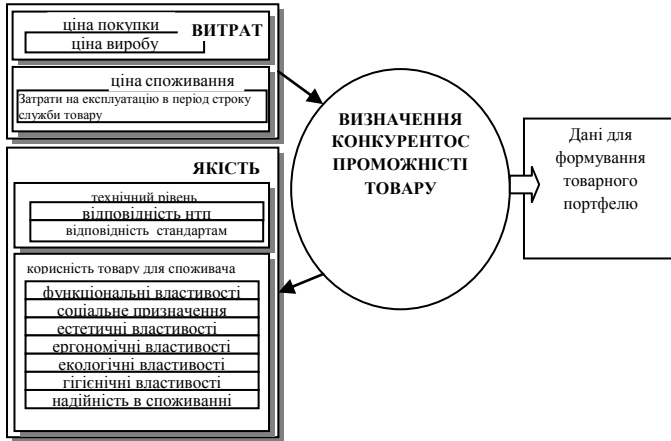 ціна покупки
ВИТРАТ
ціна виробу
ціна споживання
Затрати на експлуатацію в період строку
служби товару
ЯКІСТЬ
технічний рівень
відповідність нтп
відповідність стандартам
корисність товару для споживача
функціональні властивості
соціальне призначення
естетичні властивості
ергономічні властивості
екологічні властивості
гігієнічні властивості
надійність в споживанні
ВИЗНАЧЕННЯ
КОНКУРЕНТОС
ПРОМОЖНІСТІ
ТОВАРУ
Дані для
формування
товарного
портфелю